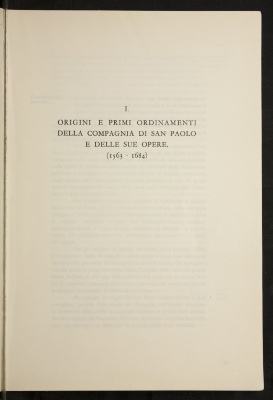 I.
ORIGINI E PRIMI ORDINAMENTI
DELLA COMPAGNIA DI SAN PAOLO
E DELLE SUE OPERE.
(1563 - 1684)